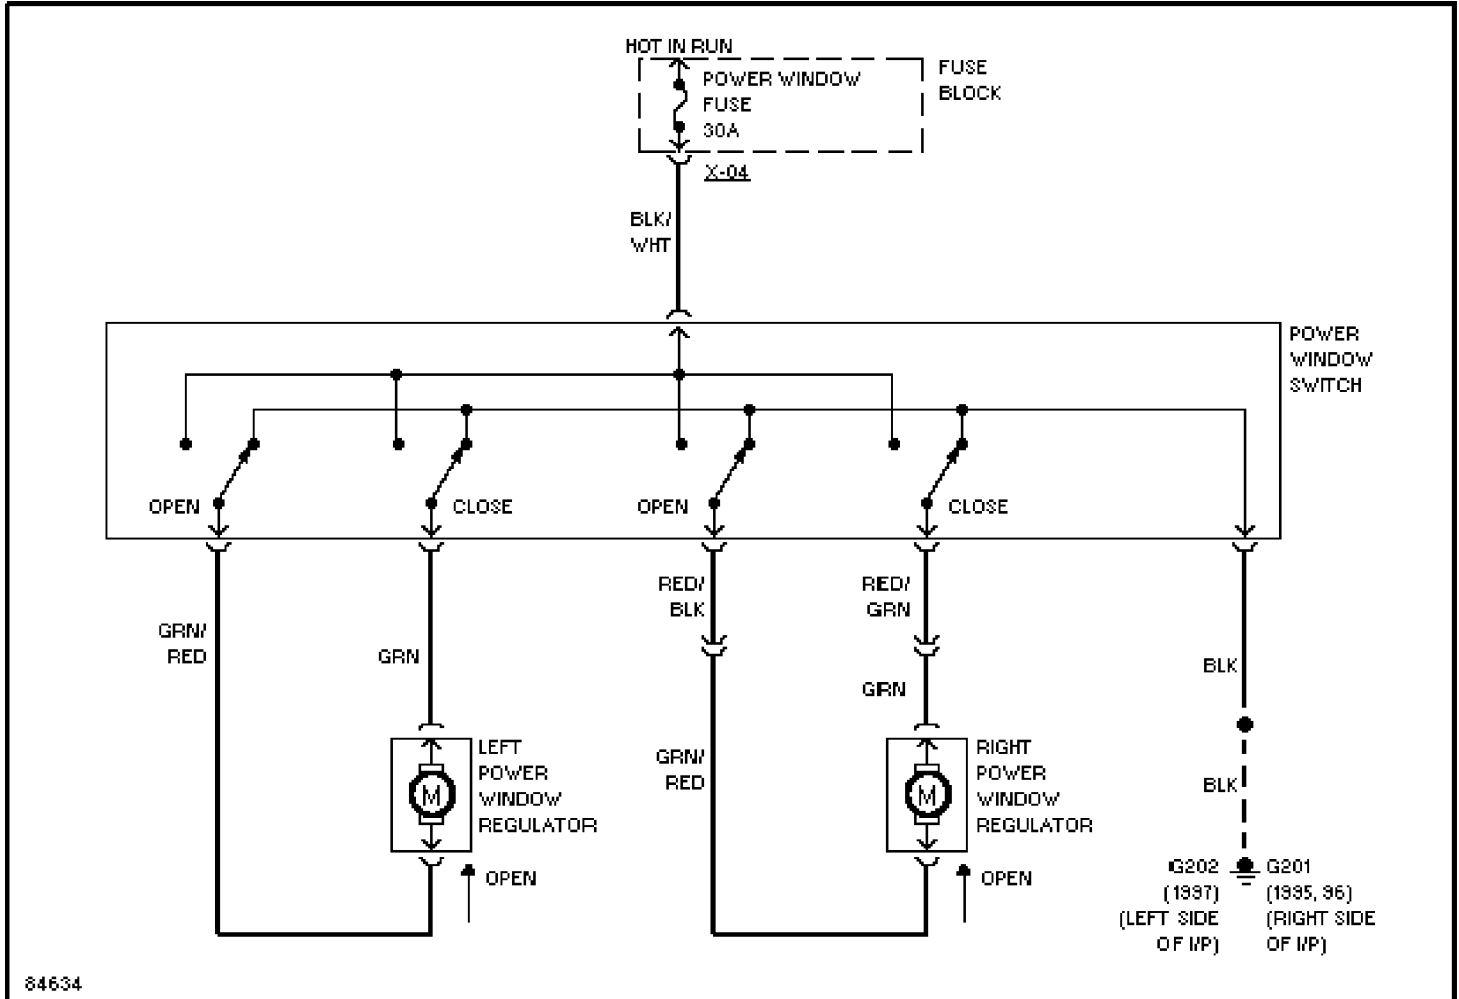 HOT IN RUN
POWER WINDOW
FUSE
30A
FUSE
BLOCK
X-04
BLK/
WHT
POWER
WINDOW
SWITCH
OPEN
CLOSE
OPEN
CLOSE
GRN/
RED
GRN
RED/
BLK
RED/
GRN
GRN
GRN/
RED
BLK
BLK
M
LEFT
POWER
WINDOW
REGULATOR
OPEN
M
RIGHT
POWER
WINDOW
REGULATOR
OPEN
G202
(1997)
(LEFT SIDE
OF I/P)
G201
(1995, 96)
(RIGHT SIDE
OF I/P)
84634